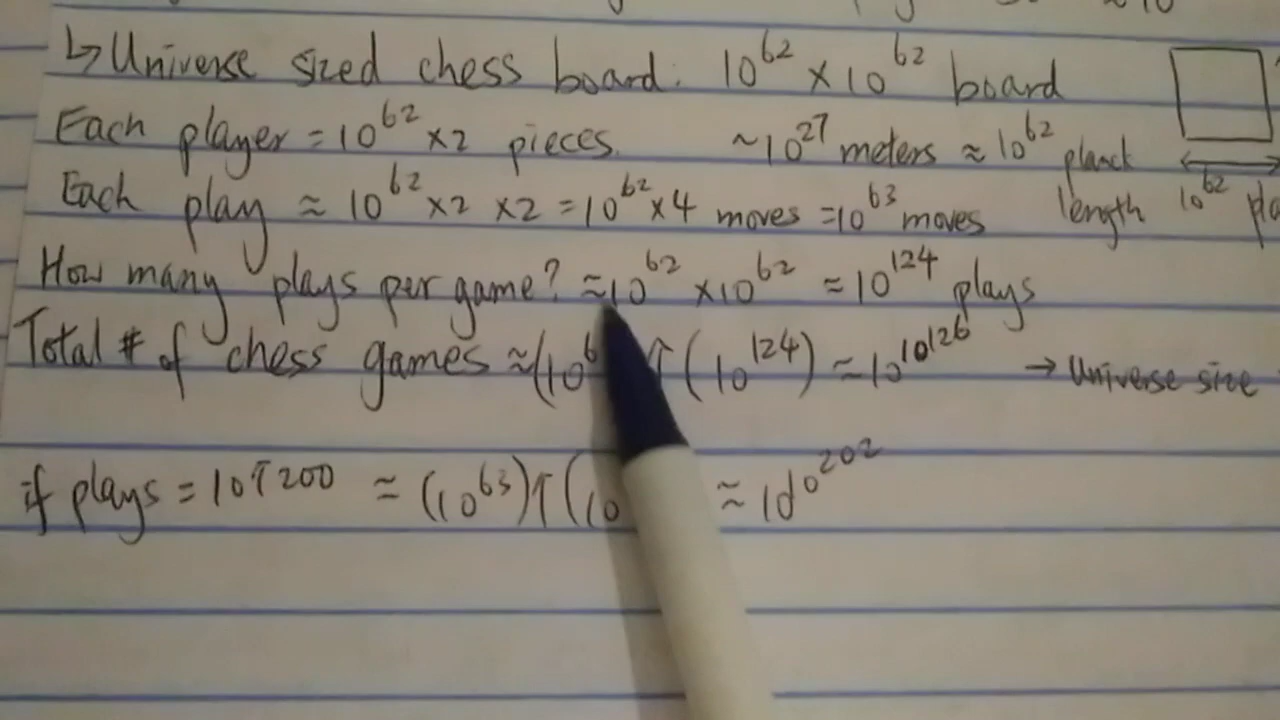 ↳ Universe sized chess board. 10^62 × 10^62 board
Each player = 10^62 × 2 pieces. ~10^27 meters ≈ 10^62 planck
Each play ≈ 10^62 × 2 × 2 = 10^62 × 4 moves = 10^63 moves length 10^62
How many plays per game? ≈ 10^62 × 10^62 ≈ 10^124 plays
Total # of chess games ≈ (10^6 ↑ (10^124) ≈ 10^10^126 → Universe size
if plays = 10↑200 ≈ (10^63)↑(10 ≈ 10^10^202